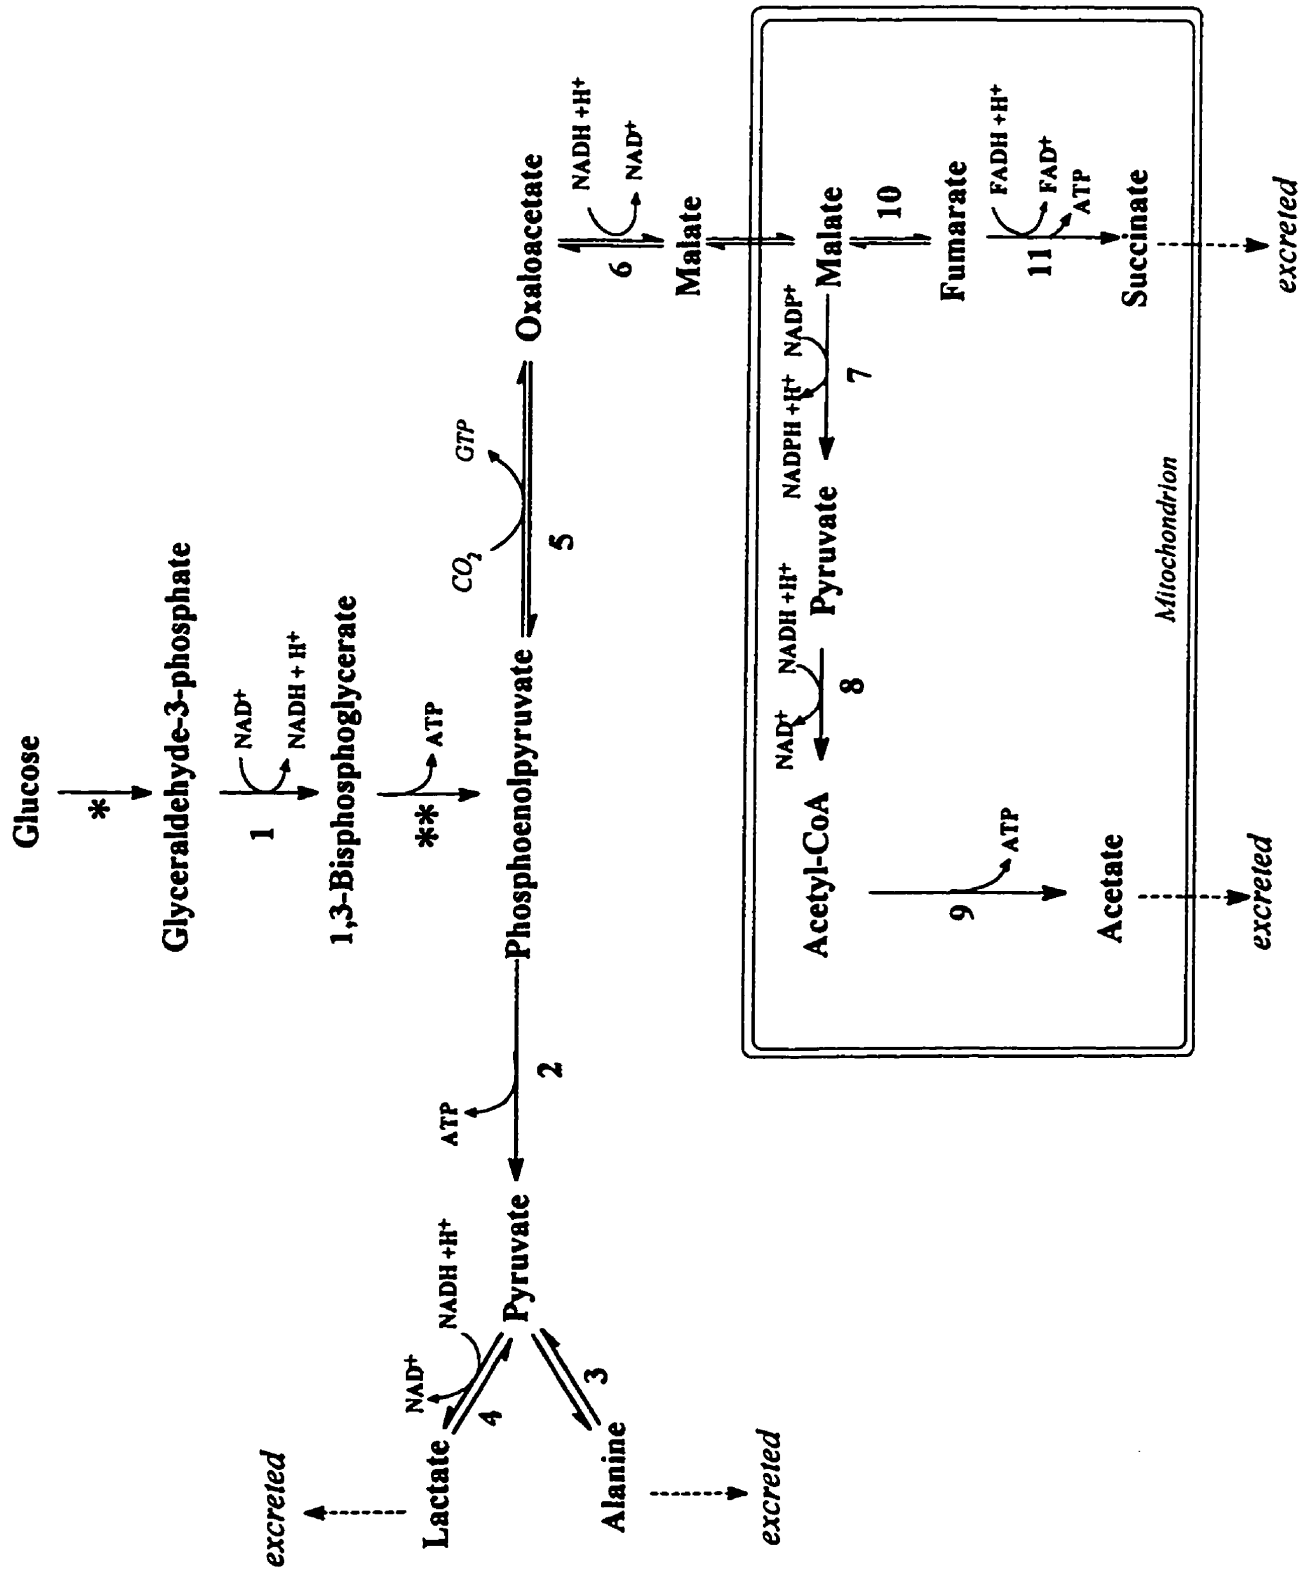 Glucose
*
Glyceraldehyde-3-phosphate
NAD+
1
NADH + H+
1,3-Bisphosphoglycerate
**
ATP
Phosphoenolpyruvate
ATP
2
Pyruvate
NADH +H+
NAD+
4
Lactate
excreted
3
Alanine
excreted
CO2
GTP
5
Oxaloacetate
NADH +H+
6
NAD+
Malate
Malate
NADP+
NADPH +H+
7
Pyruvate
NADH +H+
NAD+
8
Acetyl-CoA
9
ATP
Acetate
excreted
10
Fumarate
FADH +H+
11
FAD+
ATP
Succinate
excreted
Mitochondrion